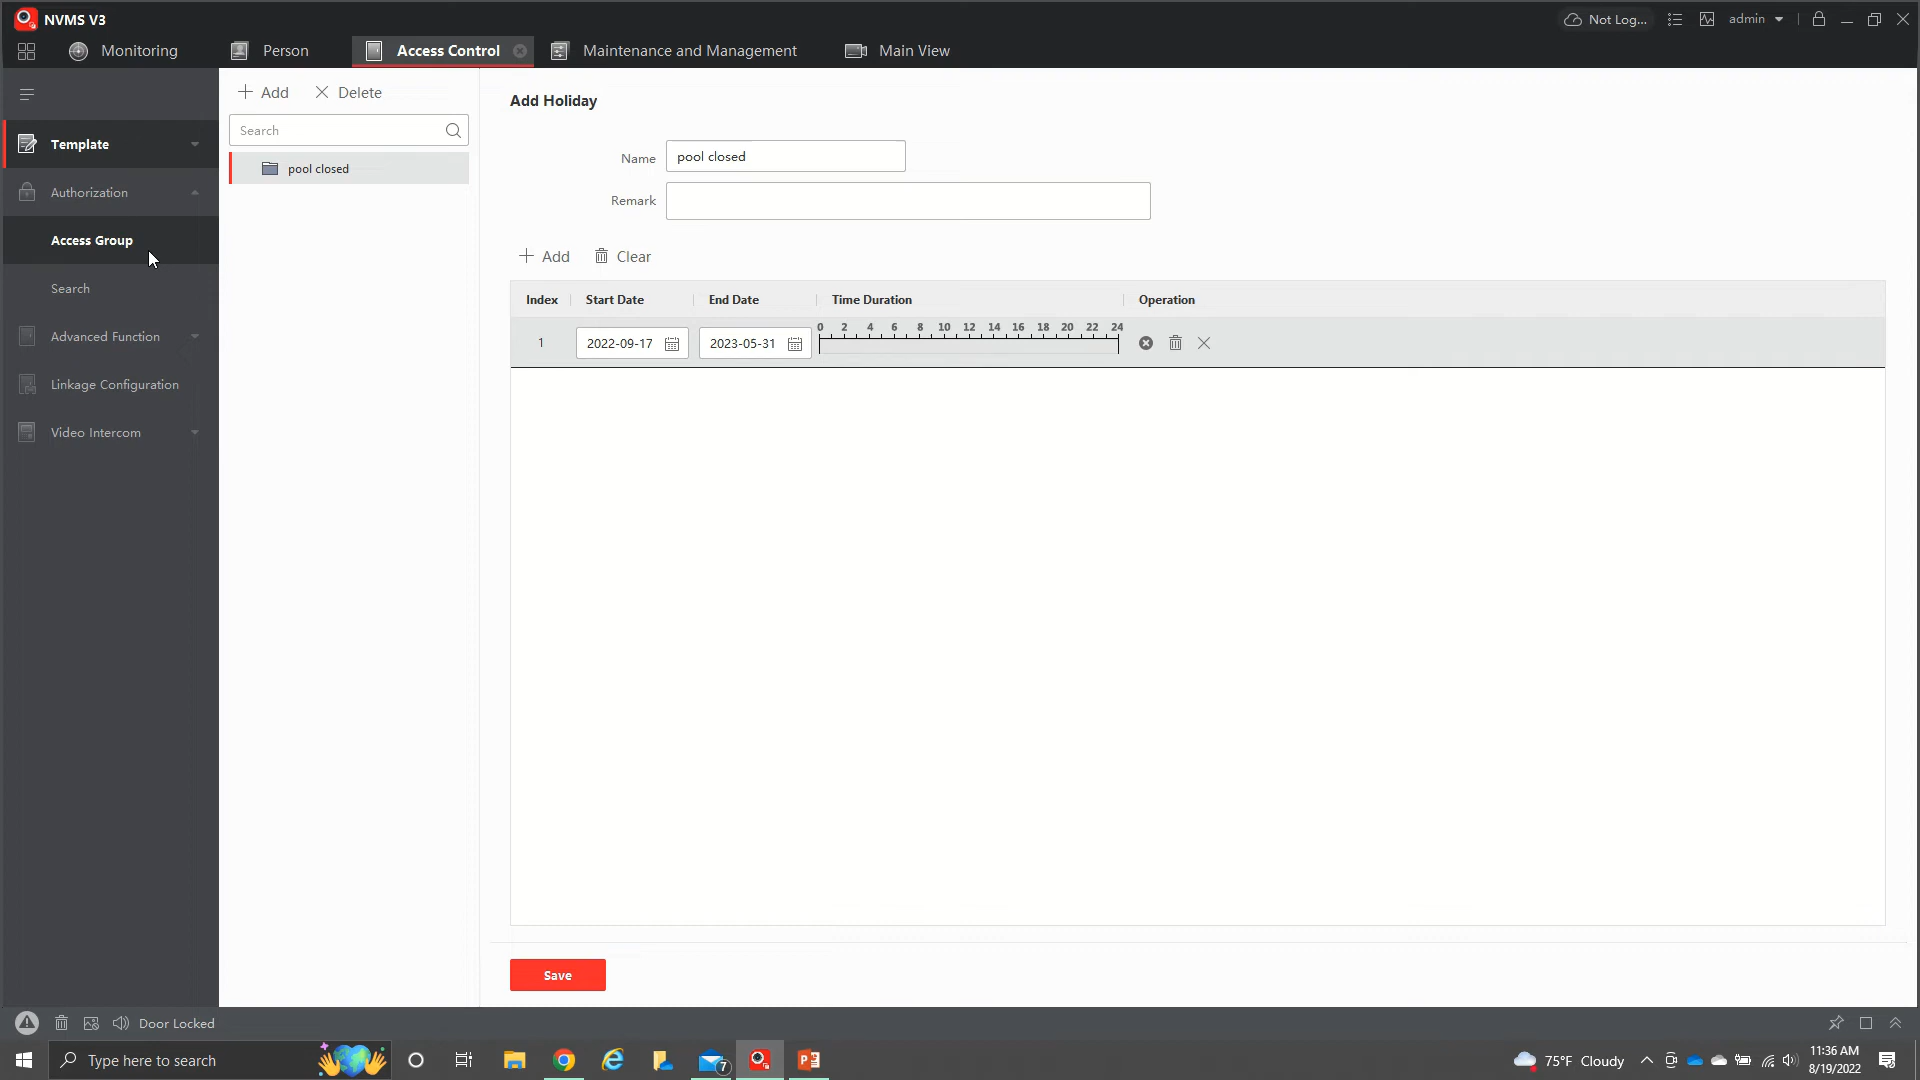 NVMS V3
Not Log...
admin
Monitoring
Person
Access Control
Maintenance and Management
Main View
Add
Delete
Search
pool closed
Template
Authorization
Access Group
Search
Advanced Function
Linkage Configuration
Video Intercom
Add Holiday
Name
pool closed
Remark
Add
Clear
Index
Start Date
End Date
Time Duration
Operation
1
2022-09-17
2023-05-31
0 2 4 6 8 10 12 14 16 18 20 22 24
Save
Door Locked
Type here to search
7
75°F Cloudy
11:36 AM
8/19/2022